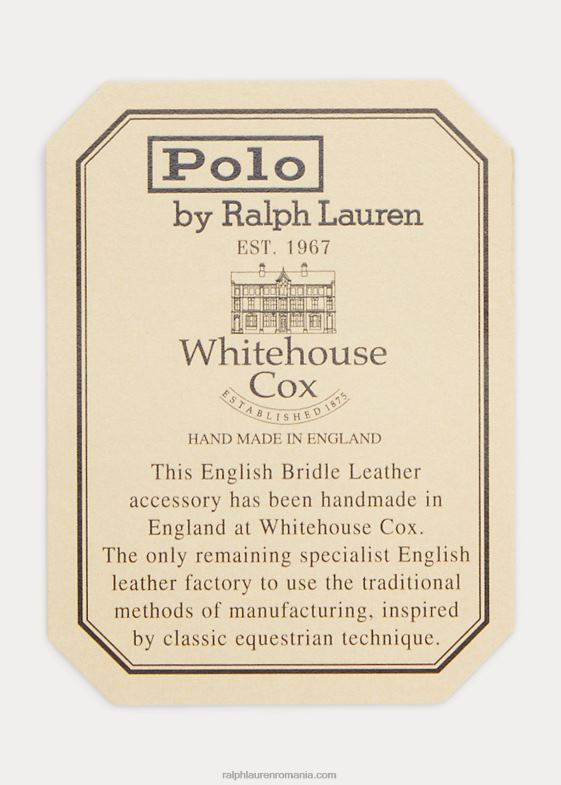 Polo
by Ralph Lauren
EST. 1967
Whitehouse
Cox
ESTABLISHED 1875
HAND MADE IN ENGLAND
This English Bridle Leather
accessory has been handmade in
England at Whitehouse Cox.
The only remaining specialist English
leather factory to use the traditional
methods of manufacturing, inspired
by classic equestrian technique.
ralphlaurenromania.com